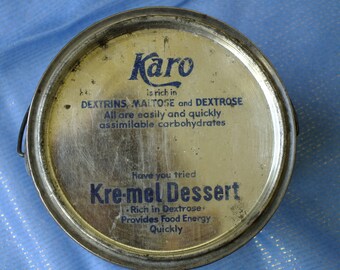 Karo
is rich in
DEXTRINS, MALTOSE and DEXTROSE
All are easily and quickly
assimilable carbohydrates
have you tried
Kre-mel Dessert
·Rich in Dextrose·
Provides Food Energy
Quickly